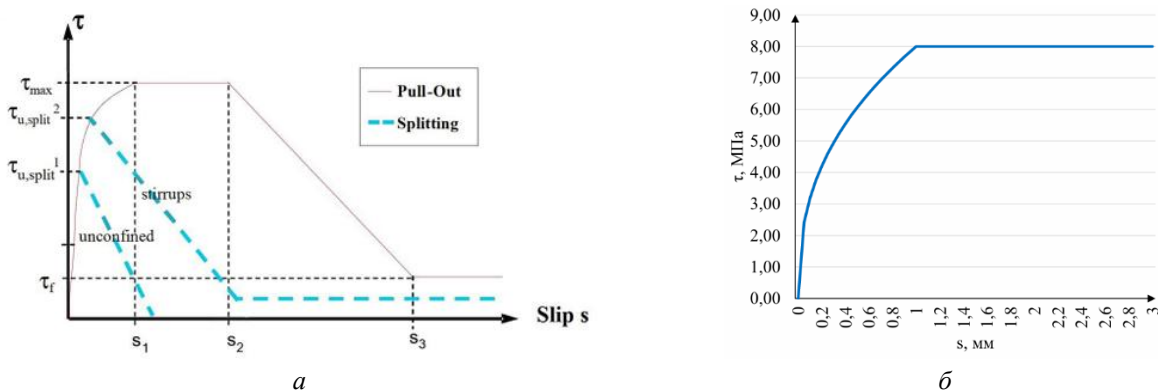 τ
τmax
τu,split2
τu,split1
τf
Pull-Out
Splitting
stirrups
unconfined
Slip s
s1
s2
s3
а
9,00
8,00
7,00
6,00
5,00
4,00
3,00
2,00
1,00
0,00
τ, МПа
0
0,2
0,4
0,6
0,8
1
1,2
1,4
1,6
1,8
2
2,2
2,4
2,6
2,8
3
s, мм
б